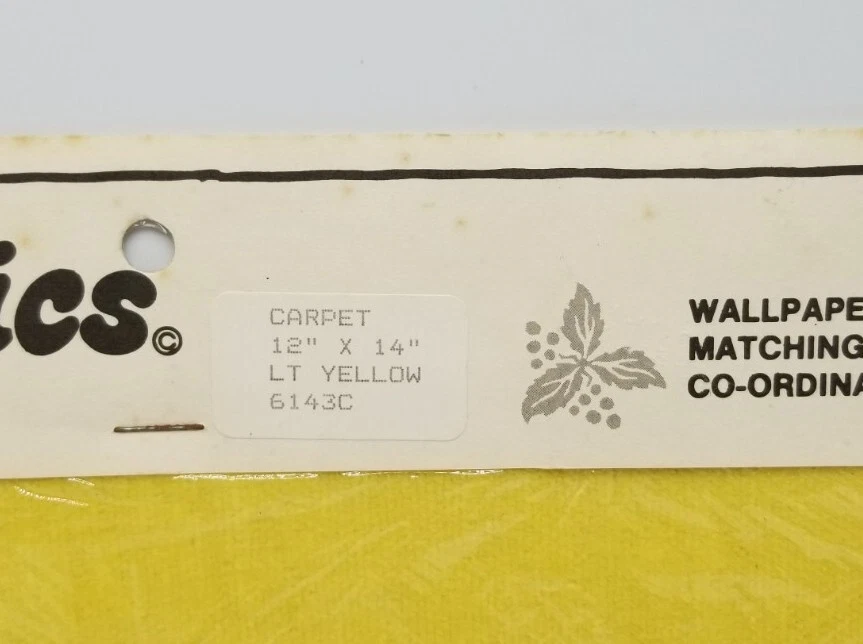 ics©
CARPET
12" X 14"
LT YELLOW
6143C
WALLPAPE
MATCHING
CO-ORDINA